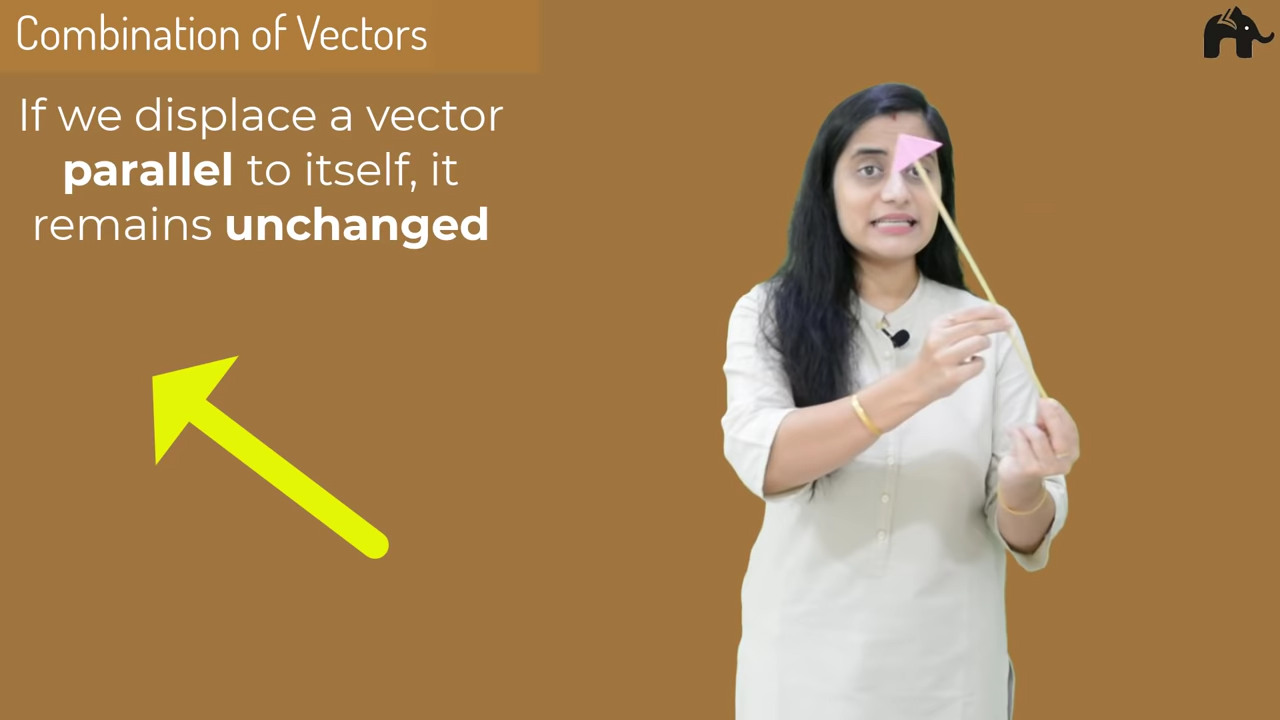 Combination of Vectors
If we displace a vector
parallel to itself, it
remains unchanged